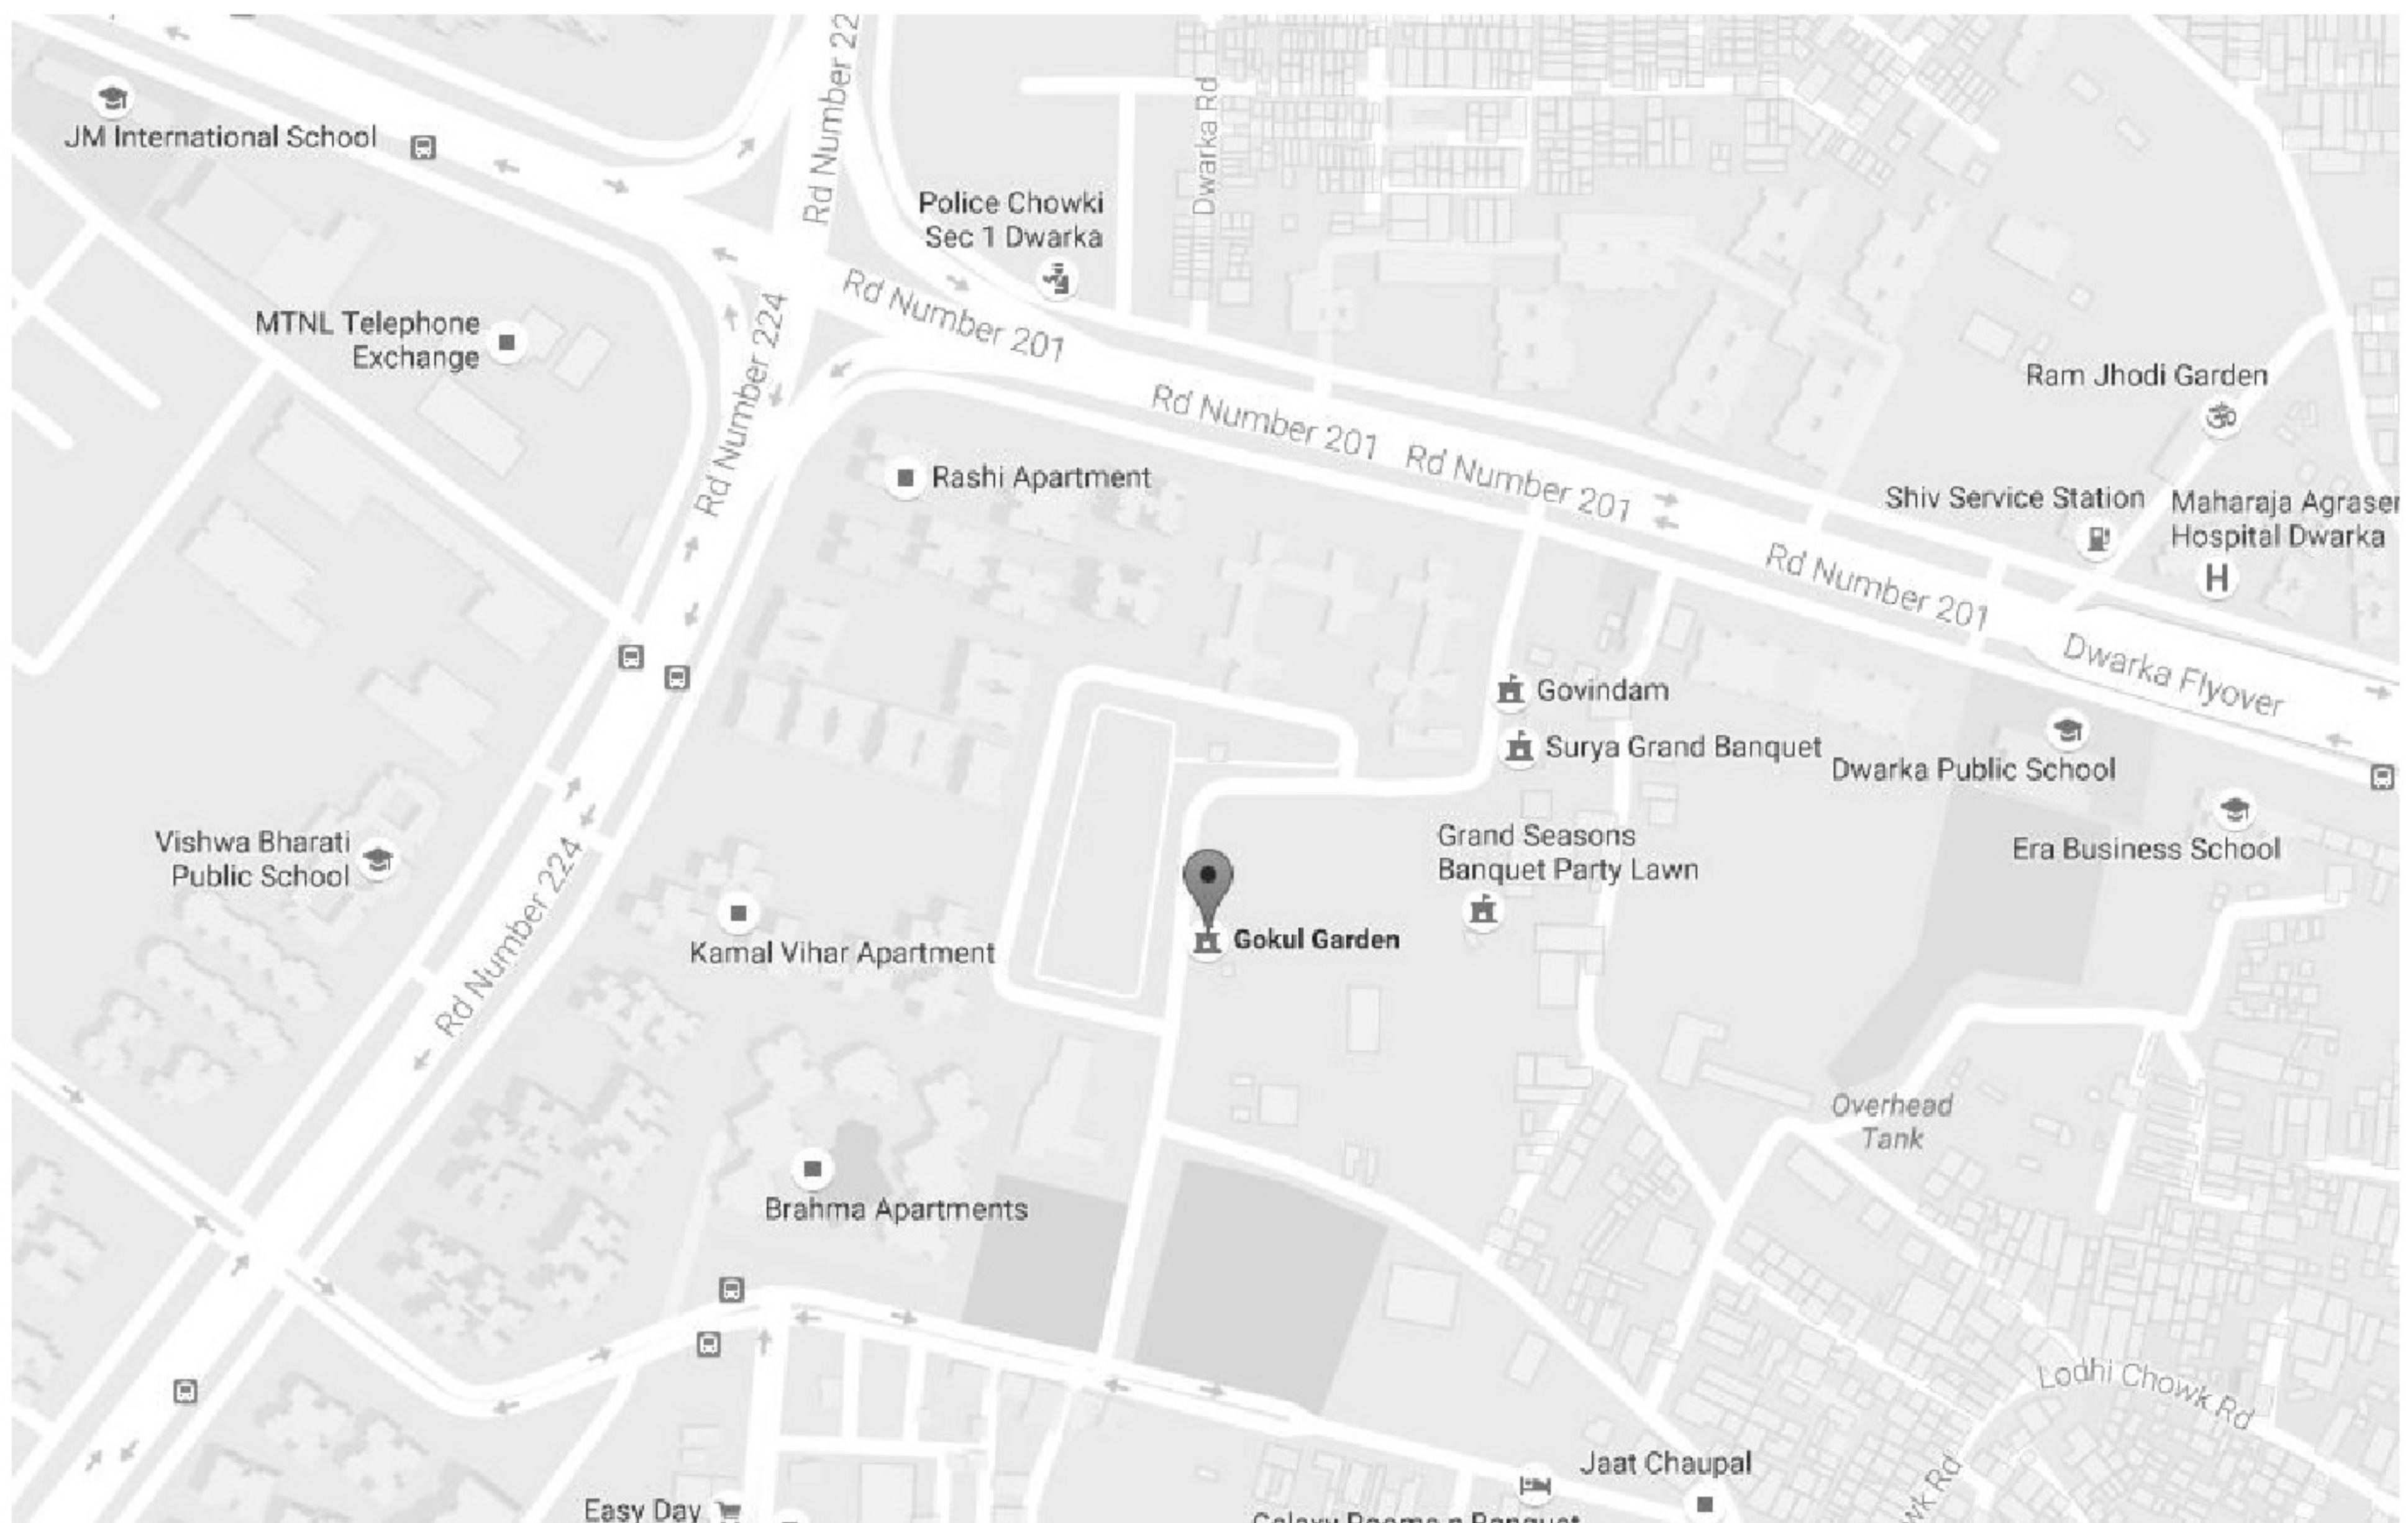 Rd Number 22
Dwarka Rd
JM International School
Police Chowki
Sec 1 Dwarka
Rd Number 201
MTNL Telephone
Exchange
Rd Number 224
Rd Number 201
Rd Number 201
Ram Jhodi Garden
Rashi Apartment
Shiv Service Station
Maharaja Agrasen
Hospital Dwarka
H
Rd Number 201
Dwarka Flyover
Govindam
Surya Grand Banquet
Dwarka Public School
Vishwa Bharati
Public School
Grand Seasons
Banquet Party Lawn
Era Business School
Rd Number 224
Kamal Vihar Apartment
Gokul Garden
Overhead
Tank
Brahma Apartments
Lodhi Chowk Rd
Jaat Chaupal
wk Rd
Easy Day